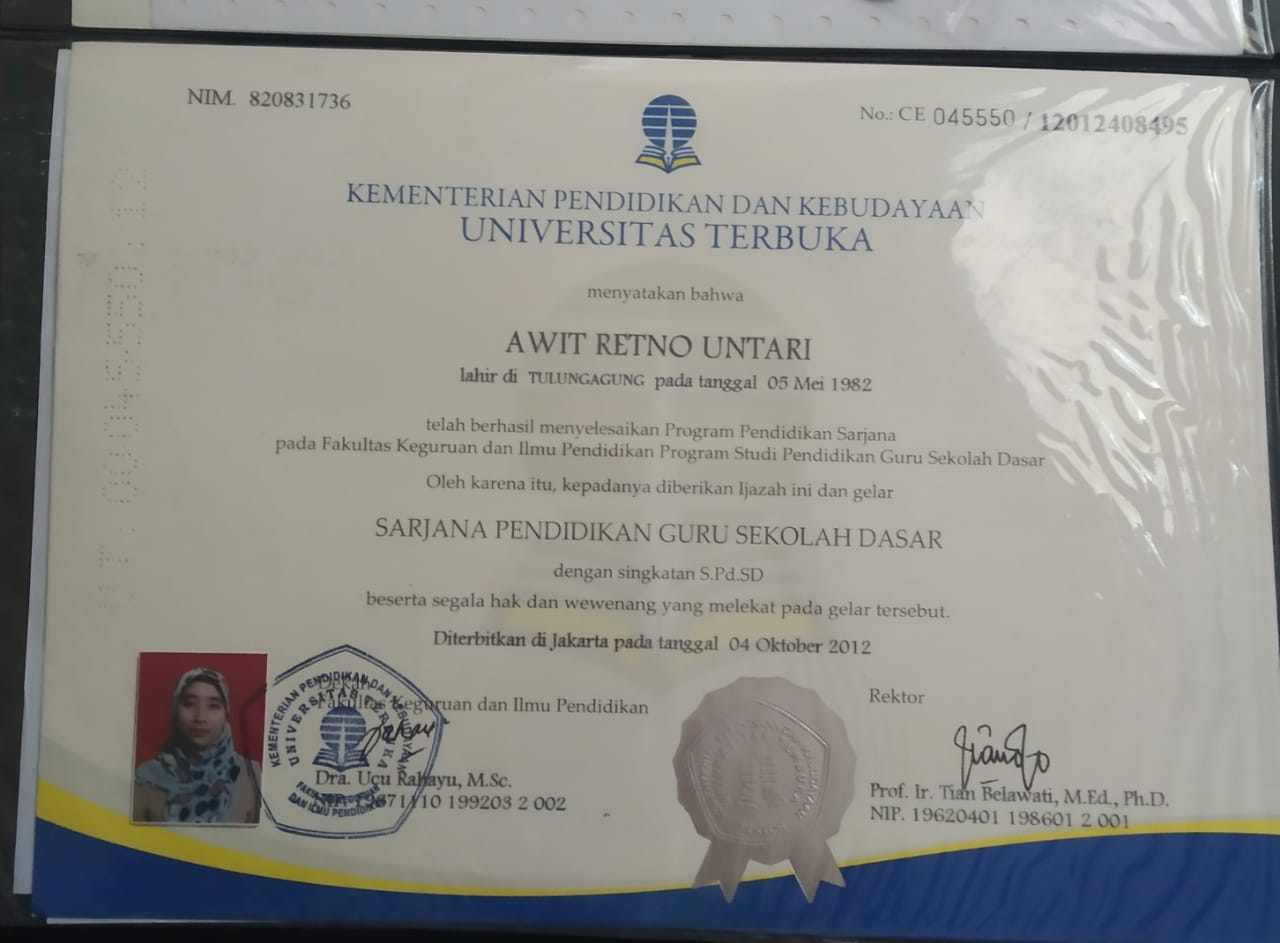 NIM. 820831736
No.: CE 045550 / 12012408495
KEMENTERIAN PENDIDIKAN DAN KEBUDAYAAN
UNIVERSITAS TERBUKA
menyatakan bahwa
AWIT RETNO UNTARI
lahir di TULUNGAGUNG pada tanggal 05 Mei 1982
telah berhasil menyelesaikan Program Pendidikan Sarjana
pada Fakultas Keguruan dan Ilmu Pendidikan Program Studi Pendidikan Guru Sekolah Dasar
Oleh karena itu, kepadanya diberikan Ijazah ini dan gelar
SARJANA PENDIDIKAN GURU SEKOLAH DASAR
dengan singkatan S.Pd.SD
beserta segala hak dan wewenang yang melekat pada gelar tersebut.
Diterbitkan di Jakarta pada tanggal 04 Oktober 2012
Dekan
Fakultas Keguruan dan Ilmu Pendidikan
Dra. Ucu Rahayu, M.Sc.
10 199203 2 002
KEMENTERIAN PENDIDIKAN DAN KEBUDAYAAN
UNIVERSITAS TERBUKA
FAKULTAS KEGURUAN
DAN ILMU PENDIDIKAN
Rektor
Prof. Ir. Tian Belawati, M.Ed., Ph.D.
NIP. 19620401 198601 2 001